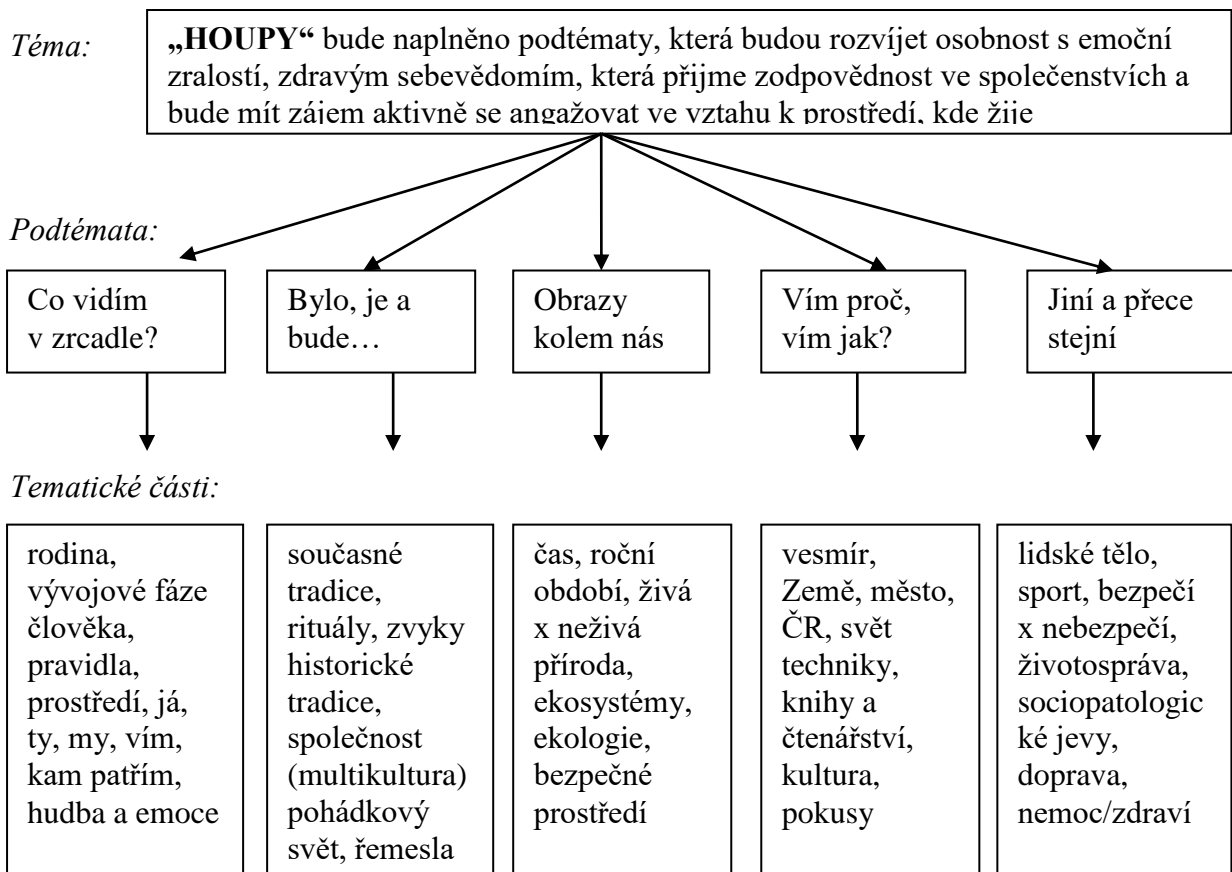 Téma:
„HOUPY“ bude naplněno podtématy, která budou rozvíjet osobnost s emoční
zralostí, zdravým sebevědomím, která přijme zodpovědnost ve společenstvích a
bude mít zájem aktivně se angažovat ve vztahu k prostředí, kde žije
Podtémata:
Co vidím
v zrcadle?
Bylo, je a
bude…
Obrazy
kolem nás
Vím proč,
vím jak?
Jiní a přece
stejní
Tematické části:
rodina,
vývojové fáze
člověka,
pravidla,
prostředí, já,
ty, my, vím,
kam patřím,
hudba a emoce
současné
tradice,
rituály, zvyky
historické
tradice,
společnost
(multikultura)
pohádkový
svět, řemesla
čas, roční
období, živá
x neživá
příroda,
ekosystémy,
ekologie,
bezpečné
prostředí
vesmír,
Země, město,
ČR, svět
techniky,
knihy a
čtenářství,
kultura,
pokusy
lidské tělo,
sport, bezpečí
x nebezpečí,
životospráva,
sociopatologic
ké jevy,
doprava,
nemoc/zdraví